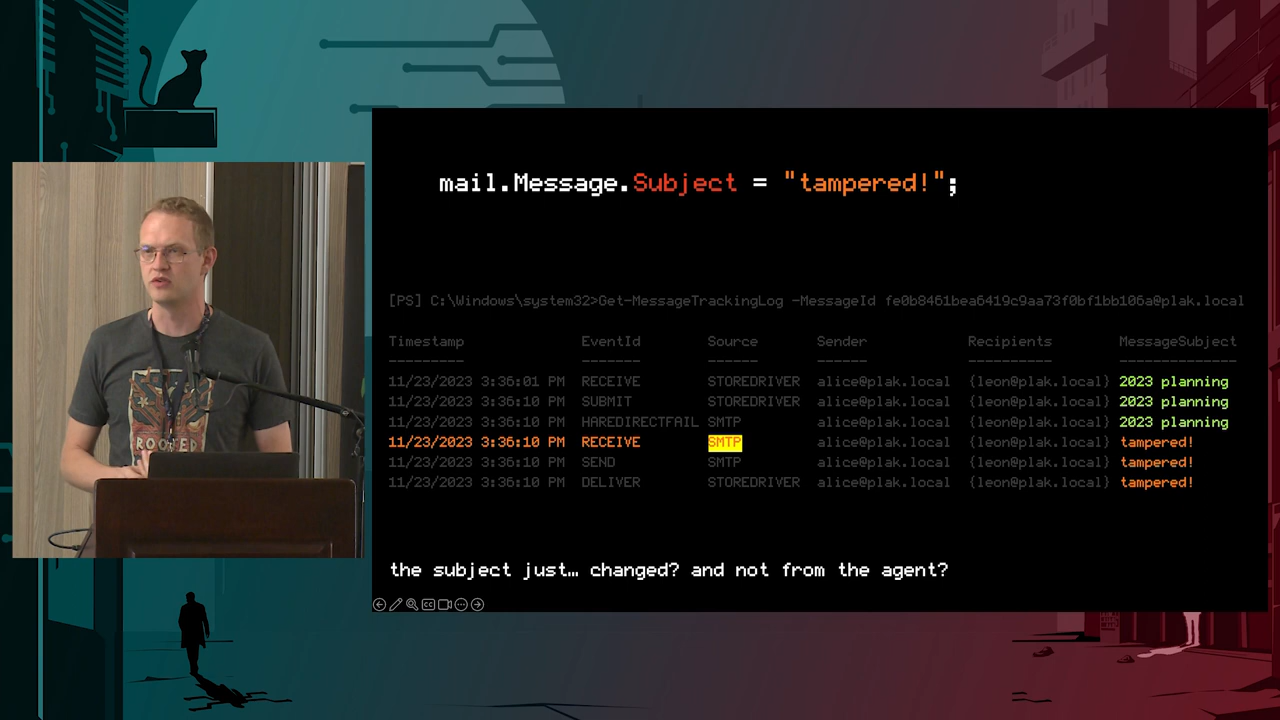 mail.Message.Subject = "tampered!";
[PS] C:\Windows\system32>Get-MessageTrackingLog -MessageId fe0b8461bea6419c9aa73f0bf1bb106a@plak.local
Timestamp EventId Source Sender Recipients MessageSubject
--------- ------- ------ ------ ---------- --------------
11/23/2023 3:36:01 PM RECEIVE STOREDRIVER alice@plak.local {leon@plak.local} 2023 planning
11/23/2023 3:36:10 PM SUBMIT STOREDRIVER alice@plak.local {leon@plak.local} 2023 planning
11/23/2023 3:36:10 PM HAREDIRECTFAIL SMTP alice@plak.local {leon@plak.local} 2023 planning
11/23/2023 3:36:10 PM RECEIVE SMTP alice@plak.local {leon@plak.local} tampered!
11/23/2023 3:36:10 PM SEND SMTP alice@plak.local {leon@plak.local} tampered!
11/23/2023 3:36:10 PM DELIVER STOREDRIVER alice@plak.local {leon@plak.local} tampered!
the subject just… changed? and not from the agent?
ROOTED